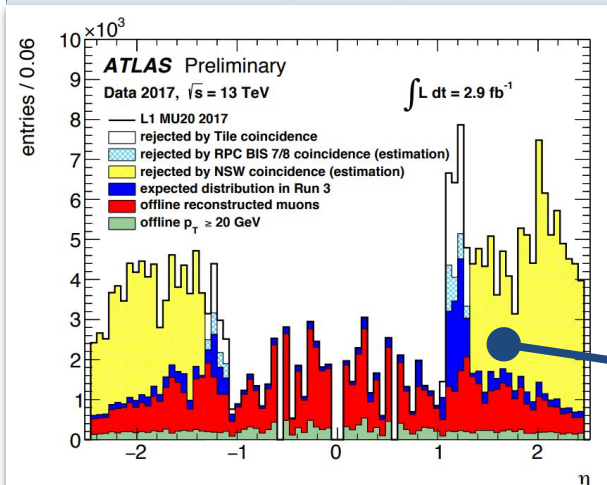 ×10³
entries / 0.06
10
9
8
7
6
5
4
3
2
1
0
ATLAS Preliminary
Data 2017, √s = 13 TeV
∫L dt = 2.9 fb⁻¹
L1 MU20 2017
rejected by Tile coincidence
rejected by RPC BIS 7/8 coincidence (estimation)
rejected by NSW coincidence (estimation)
expected distribution in Run 3
offline reconstructed muons
offline p_T ≥ 20 GeV
−2 −1 0 1 2
η